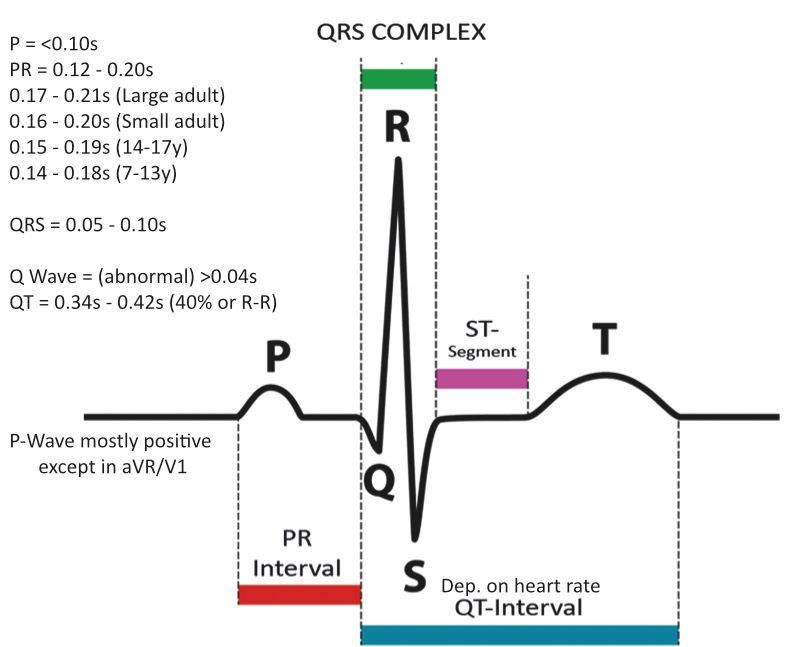 QRS COMPLEX
P = <0.10s
PR = 0.12 - 0.20s
0.17 - 0.21s (Large adult)
0.16 - 0.20s (Small adult)
0.15 - 0.19s (14-17y)
0.14 - 0.18s (7-13y)
QRS = 0.05 - 0.10s
Q Wave = (abnormal) >0.04s
QT = 0.34s - 0.42s (40% or R-R)
R
ST-
Segment
T
P
P-Wave mostly positive
except in aVR/V1
Q
PR
Interval
S
Dep. on heart rate
QT-Interval